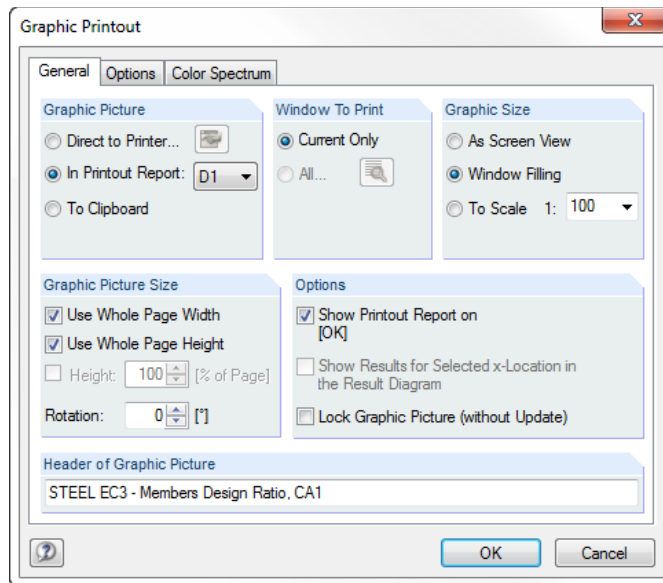 Graphic Printout
General
Options
Color Spectrum
Graphic Picture
Direct to Printer...
In Printout Report:
D1
To Clipboard
Window To Print
Current Only
All...
Graphic Size
As Screen View
Window Filling
To Scale 1: 100
Graphic Picture Size
Use Whole Page Width
Use Whole Page Height
Height: 100 [% of Page]
Rotation: 0 [°]
Options
Show Printout Report on
[OK]
Show Results for Selected x-Location in
the Result Diagram
Lock Graphic Picture (without Update)
Header of Graphic Picture
STEEL EC3 - Members Design Ratio, CA1
OK
Cancel